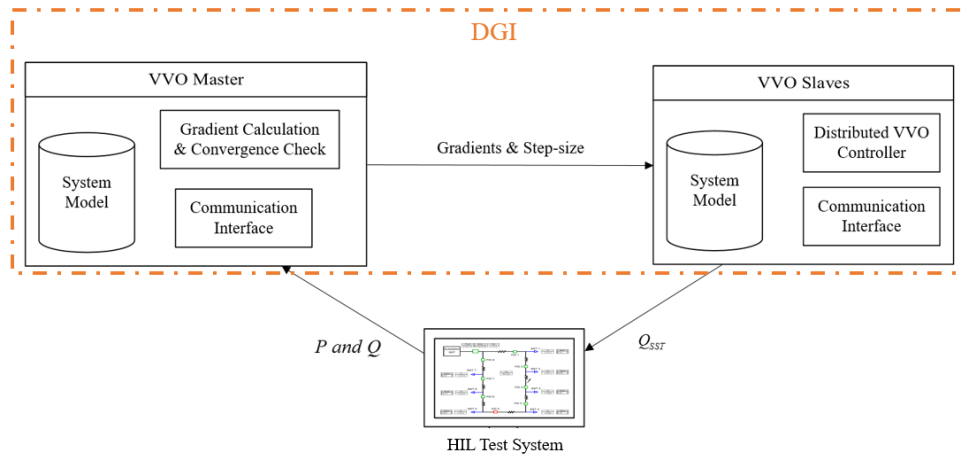 DGI
VVO Master
VVO Slaves
Gradient Calculation
& Convergence Check
System
Model
Communication
Interface
Gradients & Step-size
Distributed VVO
Controller
System
Model
Communication
Interface
P and Q
QSST
HIL Test System